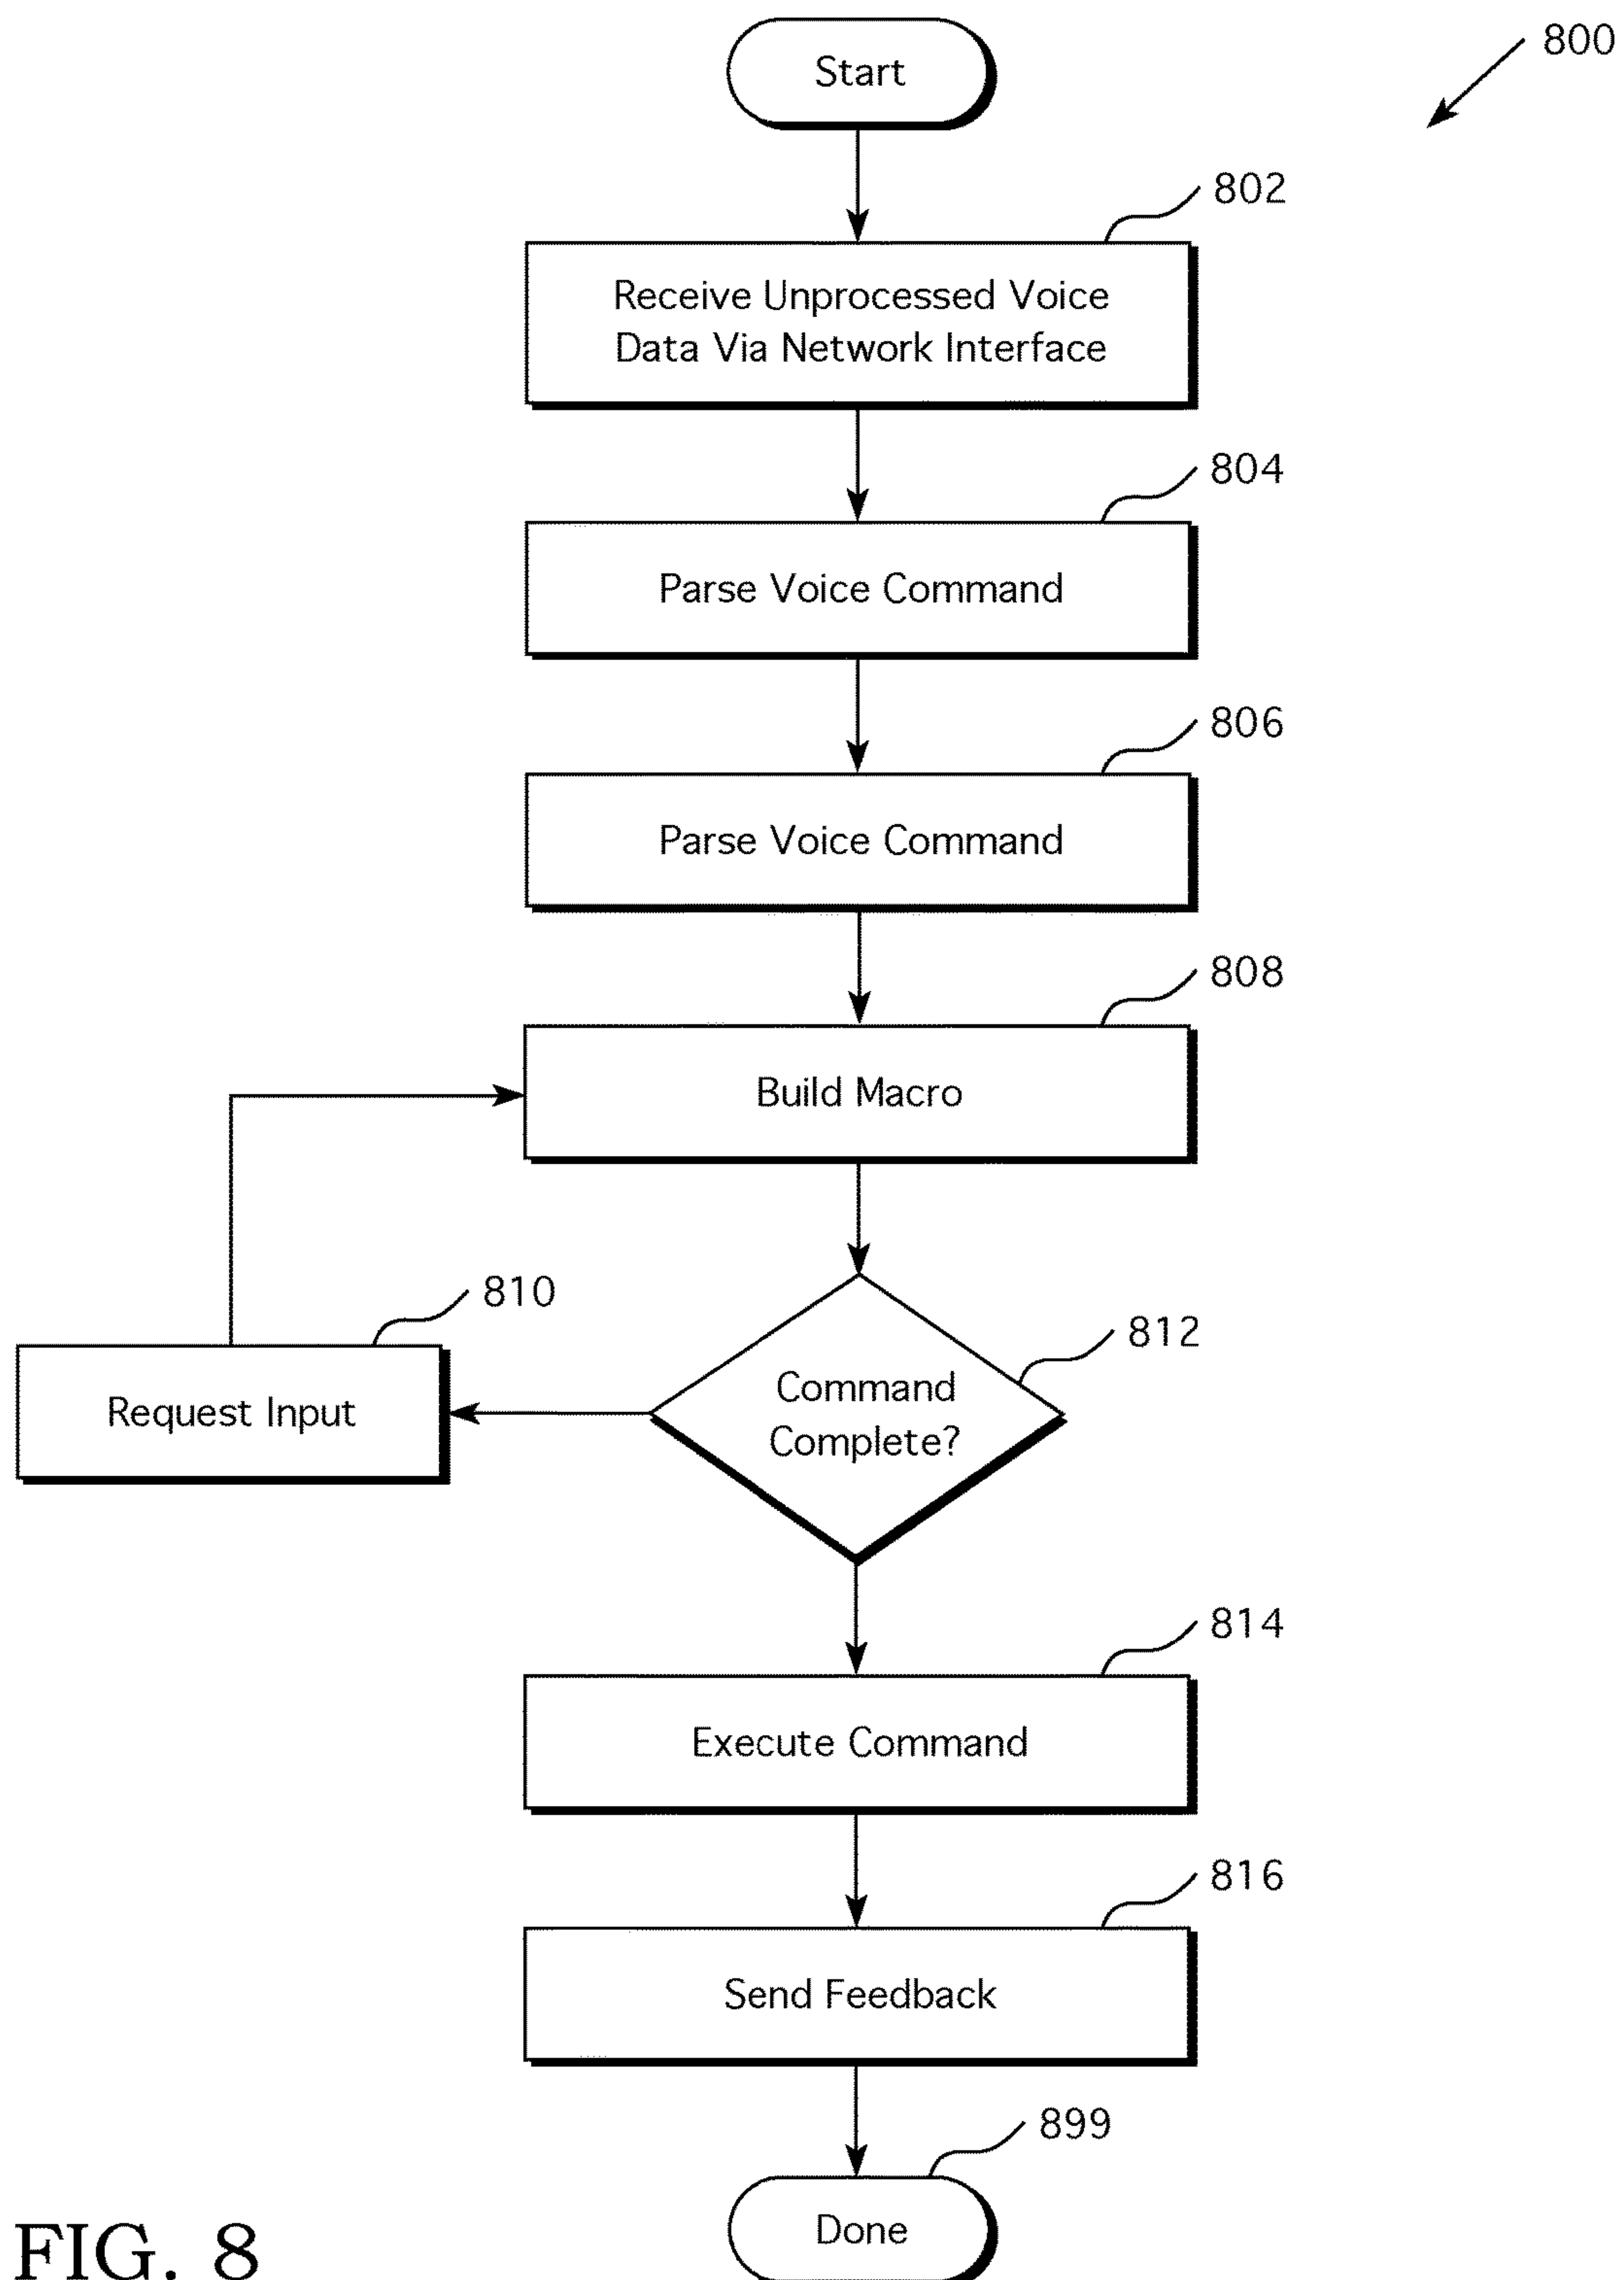 Start
800
802
Receive Unprocessed Voice
Data Via Network Interface
804
Parse Voice Command
806
Parse Voice Command
808
Build Macro
810
Request Input
812
Command
Complete?
814
Execute Command
816
Send Feedback
899
Done
FIG. 8